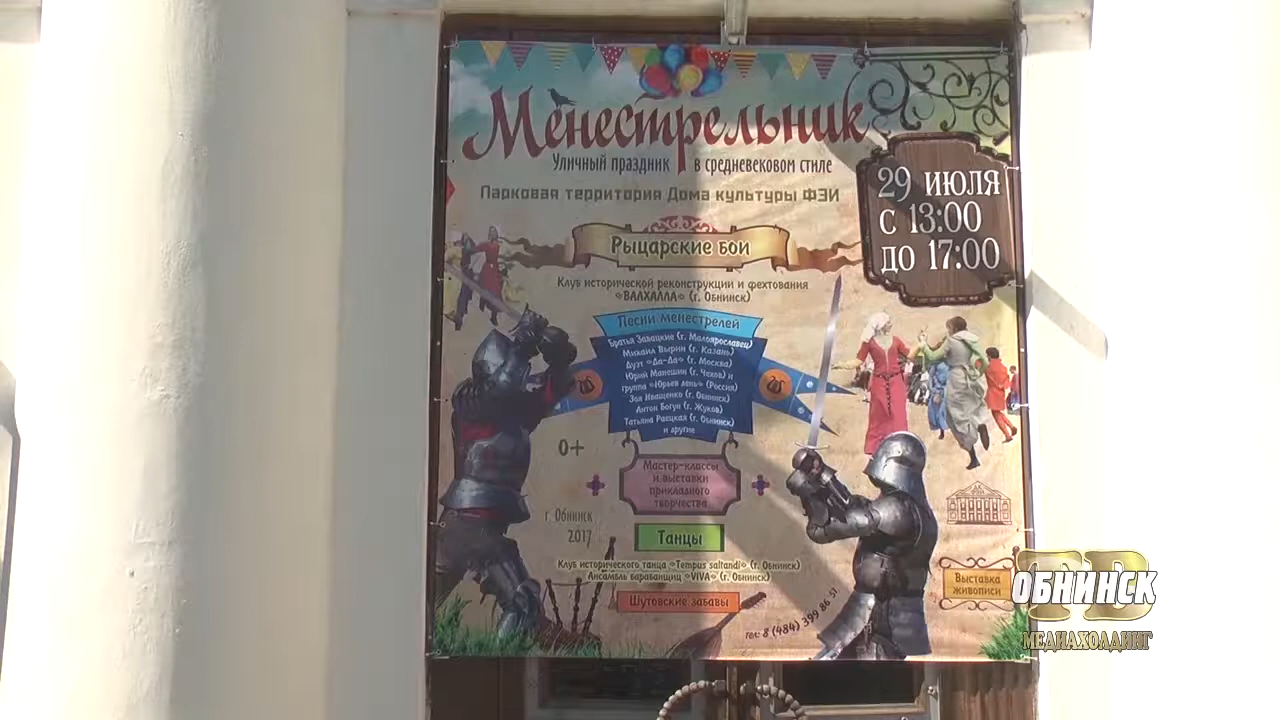 Менестрельник
Уличный праздник в средневековом стиле
Парковая территория Дома культуры ФЭИ
29 июля
с 13:00
до 17:00
Рыцарские бои
Клуб исторической реконструкции и фехтования
«ВАЛХАЛЛА» (г. Обнинск)
Песни менестрелей
Братья Завацкие (г. Малоярославец)
Михаил Вырин (г. Казань)
Дуэт «Да-Да» (г. Москва)
Юрий Манешин (г. Чехов) и
группа «Юрьев день» (Россия)
Зоя Иващенко (г. Обнинск)
Антон Богун (г. Жуков)
Татьяна Раецкая (г. Обнинск)
и другие
0+
Мастер-классы
и выставки
прикладного
творчества
г. Обнинск
2017
Танцы
Клуб исторического танца «Tempus saltandi» (г. Обнинск)
Ансамбль барабанщиц «VIVA» (г. Обнинск)
Шутовские забавы
Выставка
живописи
тел: 8 (484) 399 86 51
ОБНИНСК
МЕДИАХОЛДИНГ